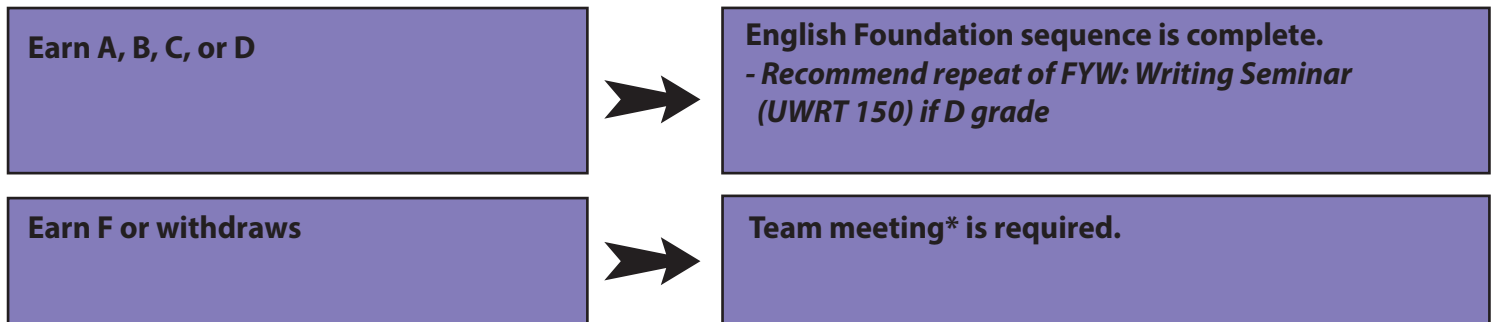 Earn A, B, C, or D
English Foundation sequence is complete.
- Recommend repeat of FYW: Writing Seminar
(UWRT 150) if D grade
Earn F or withdraws
Team meeting* is required.